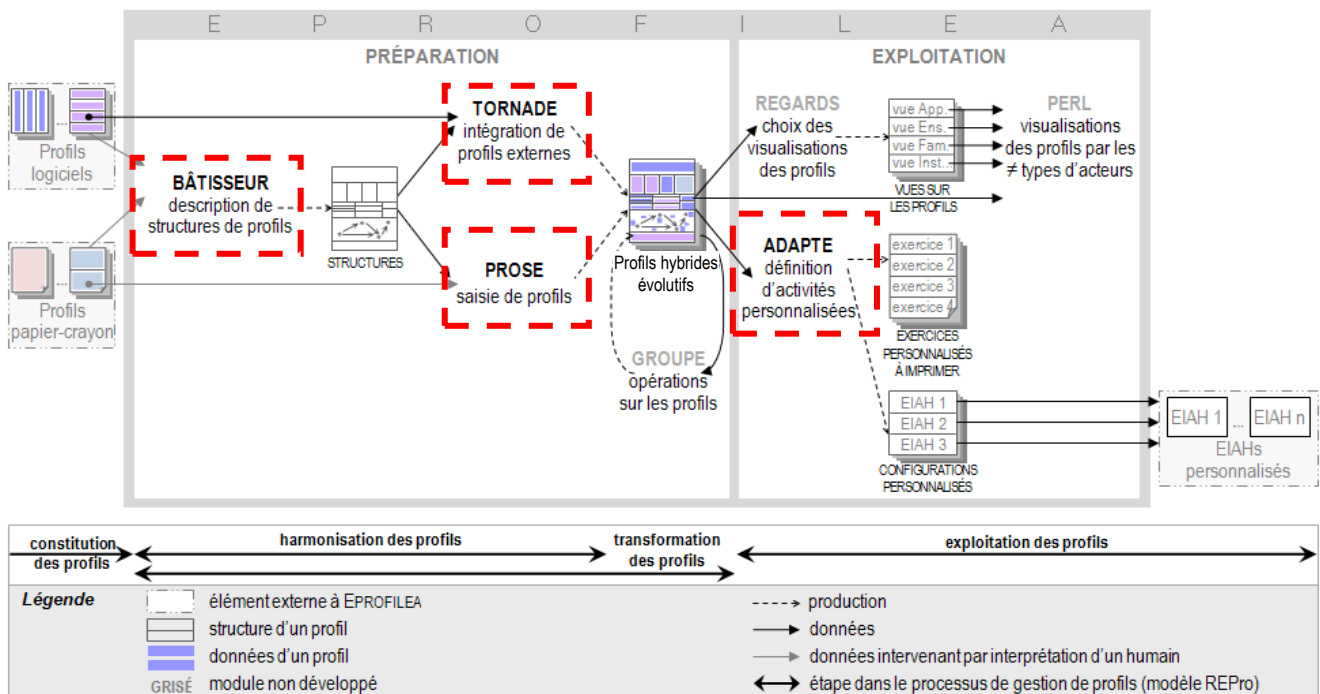 E P R O F I L E A
PRÉPARATION
EXPLOITATION
...
Profils
logiciels
...
Profils
papier-crayon
BÂTISSEUR
description de
structures de profils
STRUCTURES
TORNADE
intégration de
profils externes
PROSE
saisie de profils
Profils hybrides
évolutifs
GROUPE
opérations
sur les profils
REGARDS
choix des
visualisations
des profils
vue App.
vue Ens.
vue Fam.
vue Inst...
VUES SUR
LES PROFILS
PERL
visualisations
des profils par les
≠ types d'acteurs
ADAPTE
définition
d'activités
personnalisées
exercice 1
exercice 2
exercice 3
exercice 4
EXERCICES
PERSONNALISÉS
À IMPRIMER
EIAH 1
EIAH 2
EIAH 3
CONFIGURATIONS
PERSONNALISÉS
EIAH 1 ... EIAH n
EIAHs
personnalisés
constitution
des profils
harmonisation des profils
transformation
des profils
exploitation des profils
Légende
élément externe à EPROFILEA
structure d'un profil
données d'un profil
GRISÉ module non développé
production
données
données intervenant par interprétation d'un humain
étape dans le processus de gestion de profils (modèle REPro)